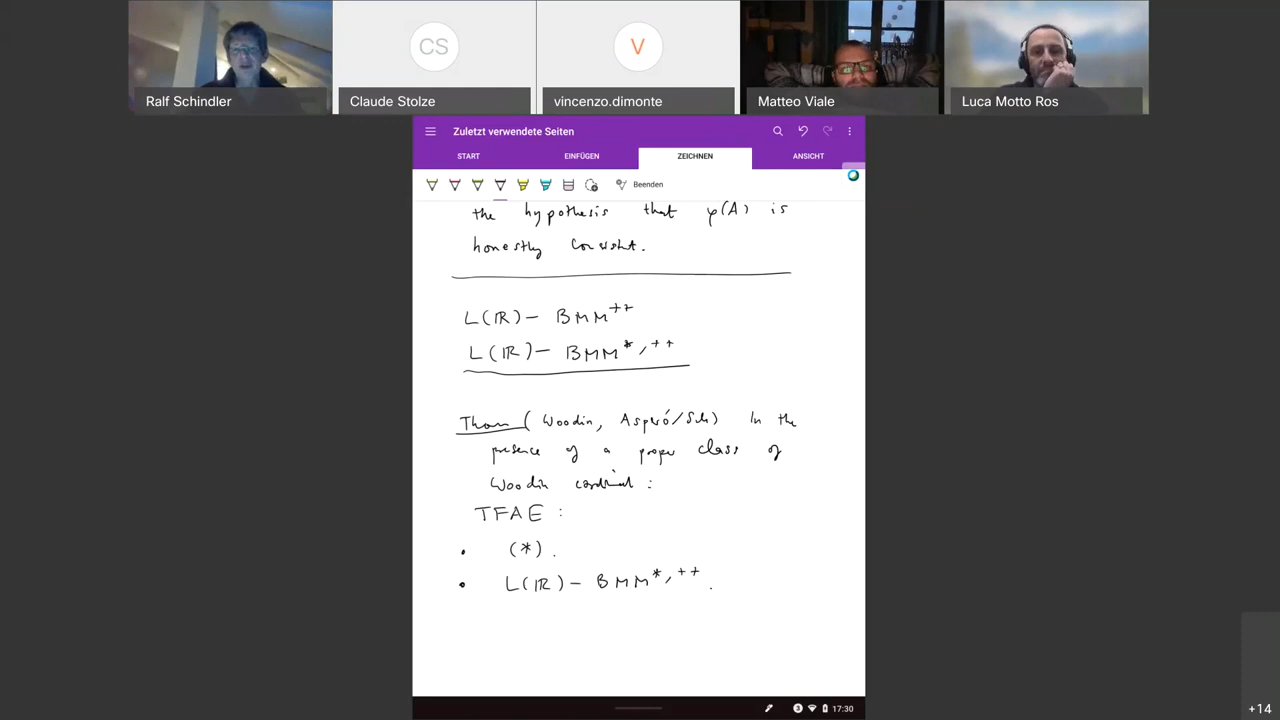 CS
V
Ralf Schindler
Claude Stolze
vincenzo.dimonte
Matteo Viale
Luca Motto Ros
Zuletzt verwendete Seiten
START
EINFÜGEN
ZEICHNEN
ANSICHT
Beenden
the hypothesis that φ(A) is
honestly consistent.
L(ℝ) – BMM⁺⁺
L(ℝ) – BMM*,⁺⁺
Thm (Woodin, Asperó/Sch) In the
presence of a proper class of
Woodin cardinal :
TFAE :
• (*) .
• L(ℝ) – BMM*,⁺⁺ .
3
17:30
+14